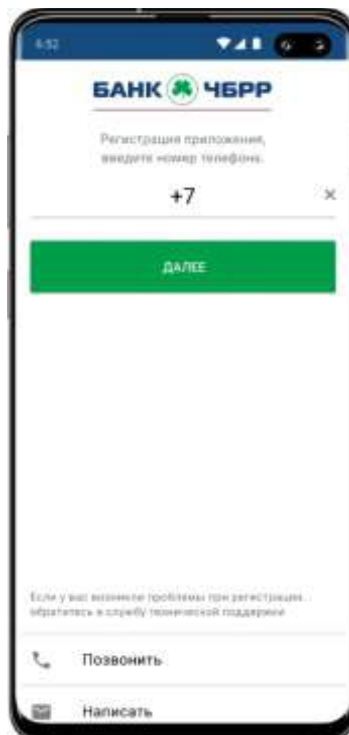 6:52
БАНК ЧБРР
Регистрация приложения,
введите номер телефона.
+7
ДАЛЕЕ
Если у вас возникли проблемы при регистрации
обратитесь в службу технической поддержки
Позвонить
Написать